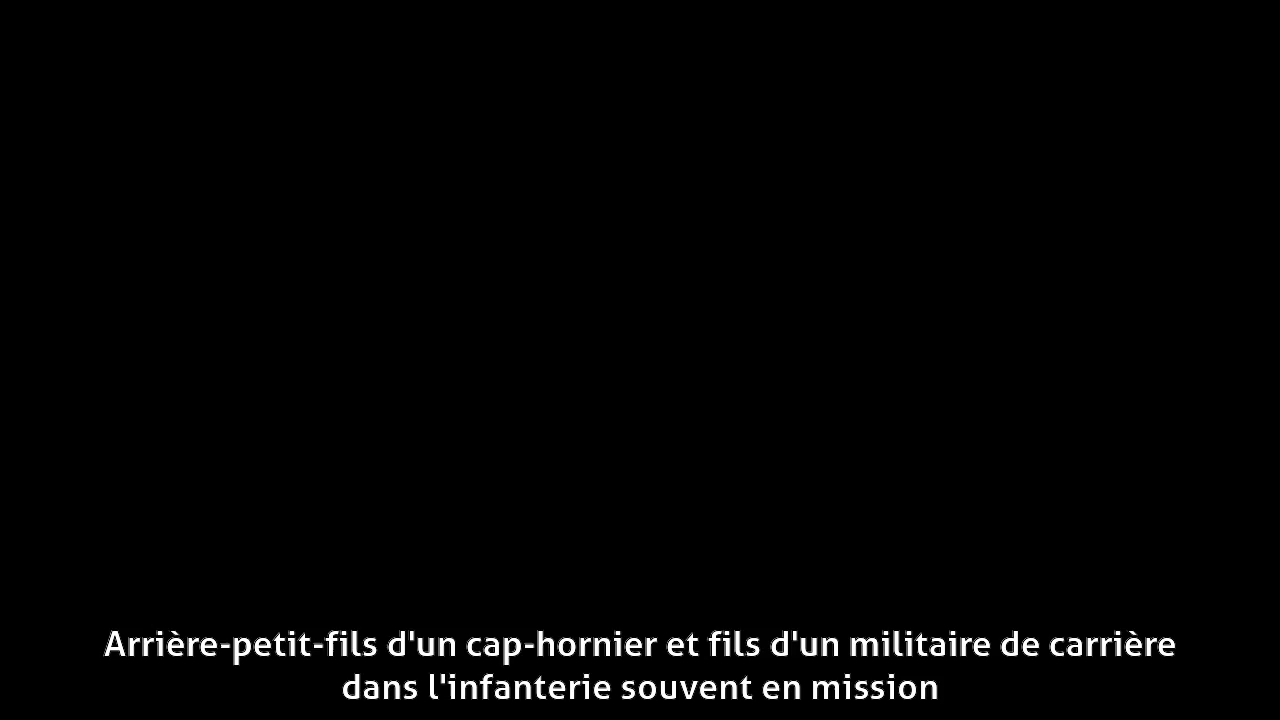 Arrière-petit-fils d'un cap-hornier et fils d'un militaire de carrière
dans l'infanterie souvent en mission